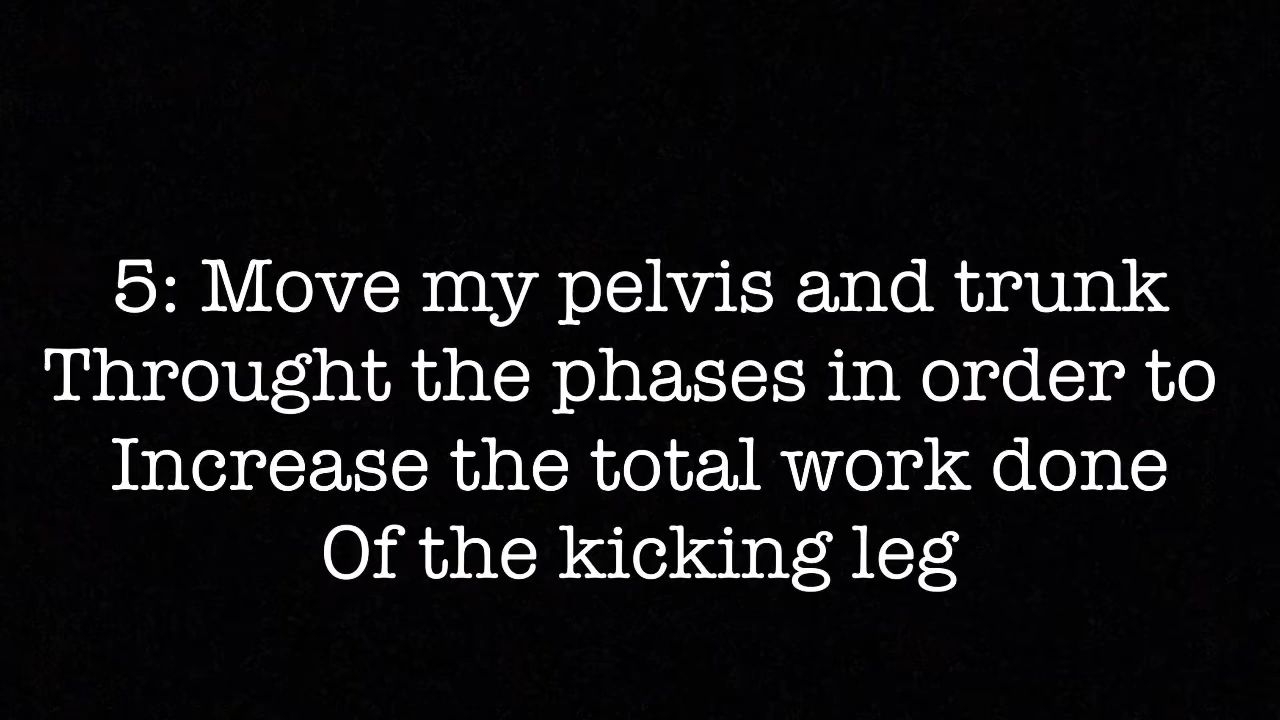 5: Move my pelvis and trunk
Throught the phases in order to
Increase the total work done
Of the kicking leg